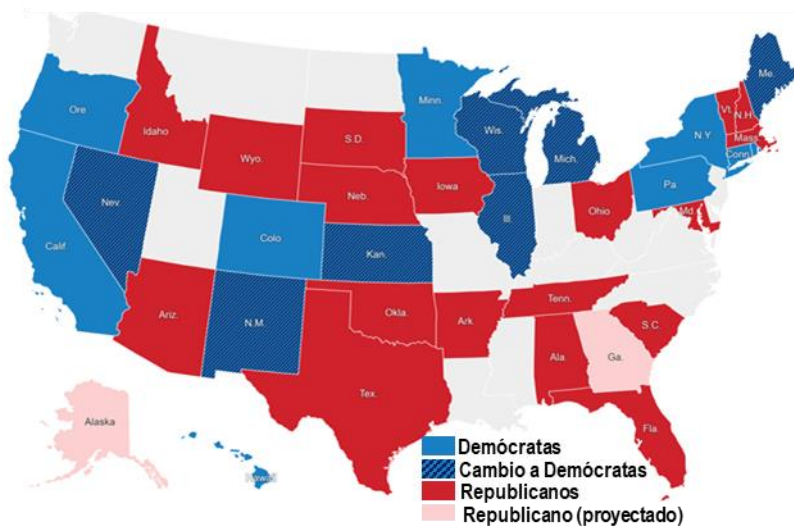 Me.
Minn.
Ore
Vt.
N.H.
Idaho
Wis.
S.D.
N.Y
Mass
Mich.
Wyo.
Conn.
Iowa
Pa
Neb.
Nev.
Ohio
Ill.
Md.
Calif
Colo
Kan.
Tenn.
Ariz.
N.M.
Okla.
Ark.
S.C.
Ala
Ga.
Tex.
Alaska
Fla.
Hawaii
Demócratas
Cambio a Demócratas
Republicanos
Republicano (proyectado)